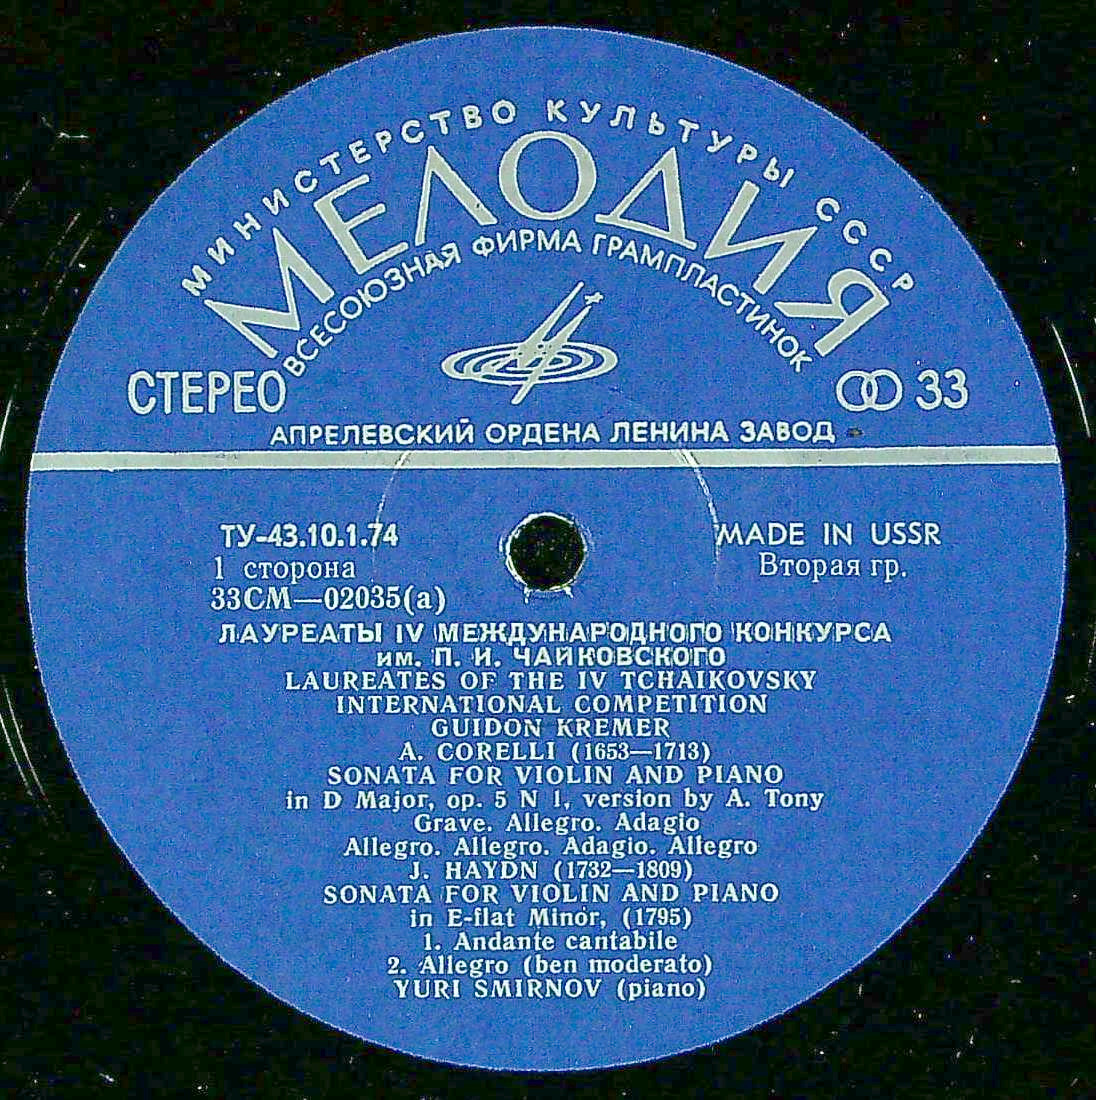 МИНИСТЕРСТВО КУЛЬТУРЫ СССР
МЕЛОДИЯ
ВСЕСОЮЗНАЯ ФИРМА ГРАМПЛАСТИНОК
СТЕРЕО
33
АПРЕЛЕВСКИЙ ОРДЕНА ЛЕНИНА ЗАВОД
ТУ-43.10.1.74
MADE IN USSR
1 сторона
Вторая гр.
33СМ—02035(а)
ЛАУРЕАТЫ IV МЕЖДУНАРОДНОГО КОНКУРСА
им. П. И. ЧАЙКОВСКОГО
LAUREATES OF THE IV TCHAIKOVSKY
INTERNATIONAL COMPETITION
GUIDON KREMER
A. CORELLI (1653—1713)
SONATA FOR VIOLIN AND PIANO
in D Major, op. 5 N 1, version by A. Tony
Grave. Allegro. Adagio
Allegro. Allegro. Adagio. Allegro
J. HAYDN (1732—1809)
SONATA FOR VIOLIN AND PIANO
in E-flat Minor, (1795)
1. Andante cantabile
2. Allegro (ben moderato)
YURI SMIRNOV (piano)